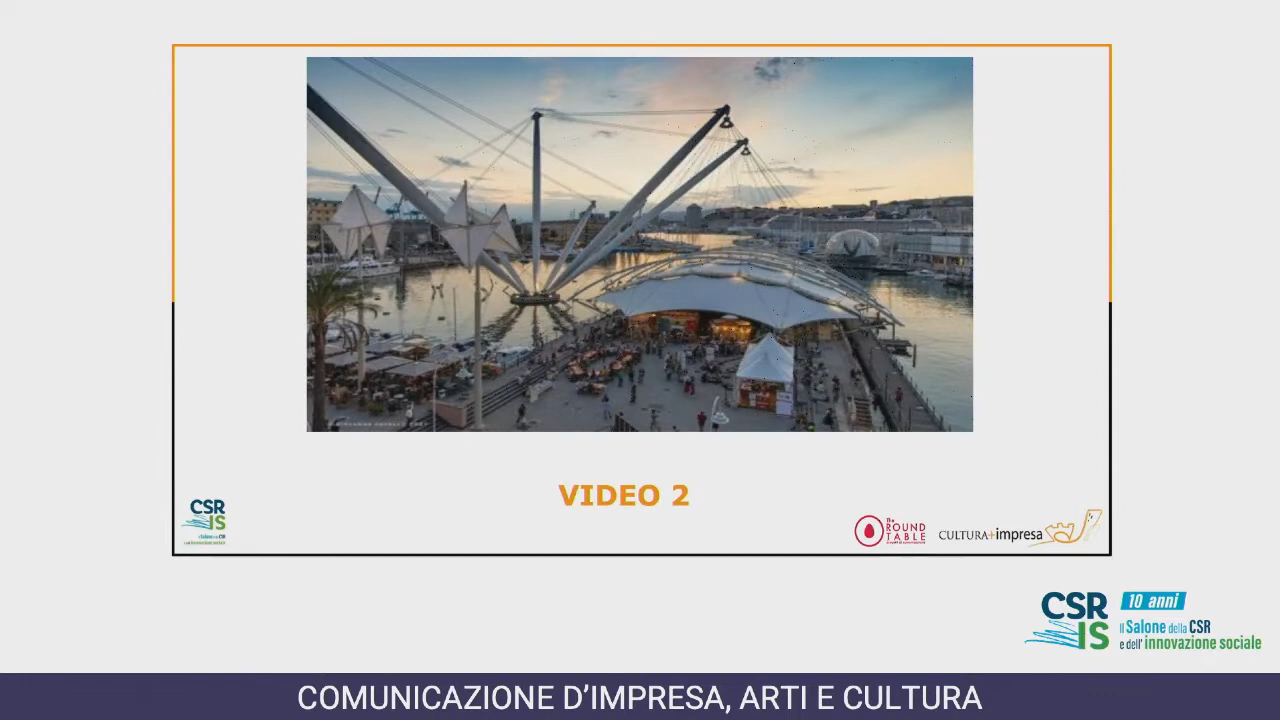 VIDEO 2
CSR
IS
The
ROUND
TABLE
CULTURA+impresa
CSR
IS
10 anni
Il Salone della CSR
e dell'innovazione sociale
COMUNICAZIONE D'IMPRESA, ARTI E CULTURA